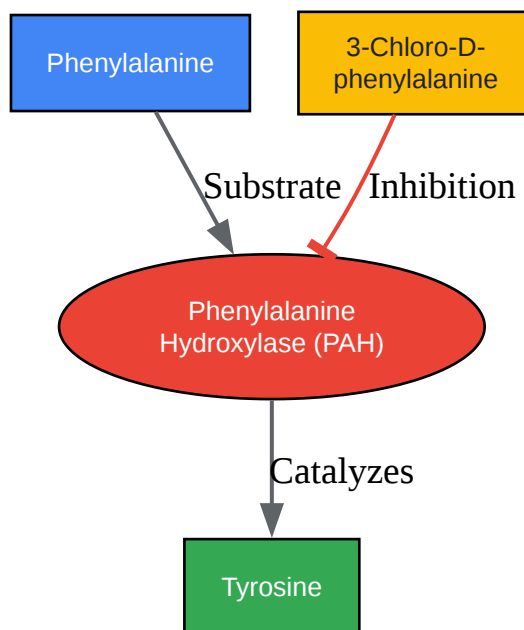 Phenylalanine
3-Chloro-D-
phenylalanine
Substrate
Inhibition
Phenylalanine
Hydroxylase (PAH)
Catalyzes
Tyrosine